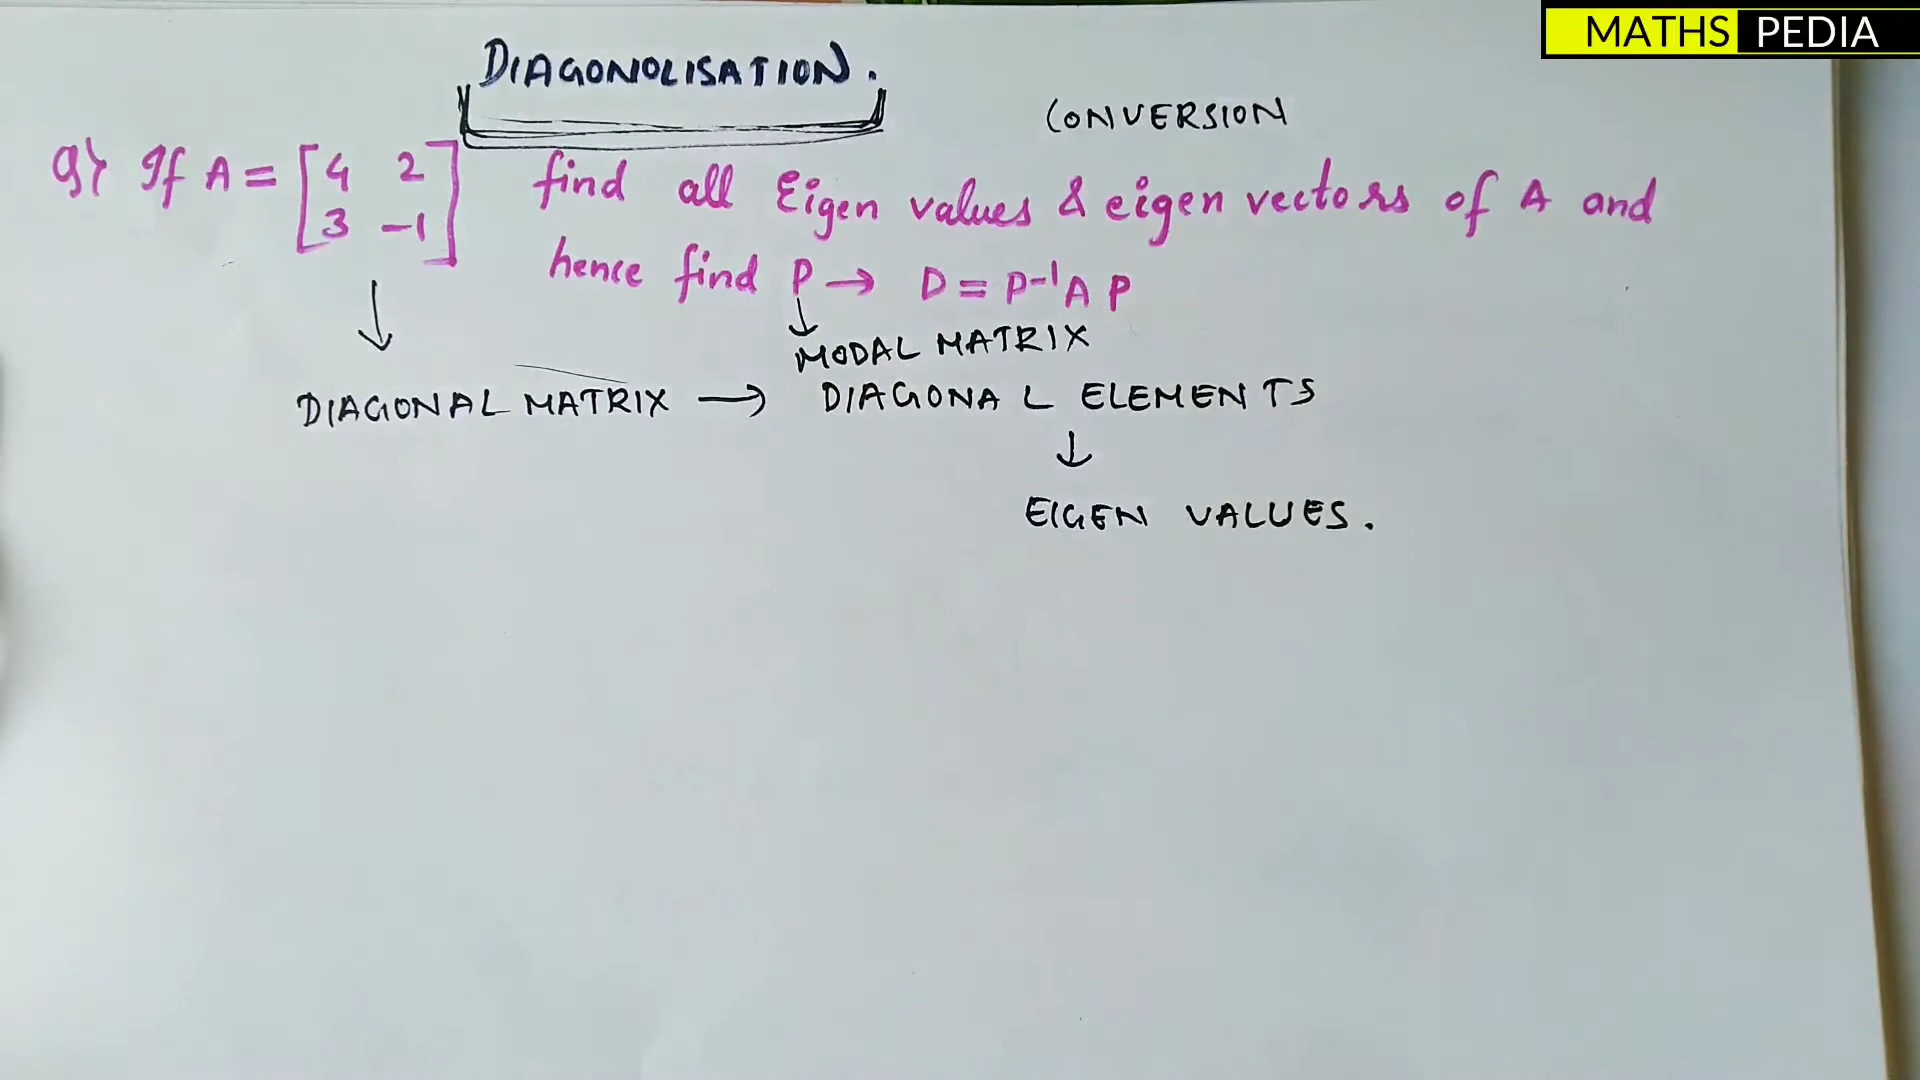 MATHS PEDIA
DIAGONOLISATION.
CONVERSION
Q) If A = [4 2 find all Eigen values & eigen vectors of A and
3 -1] hence find P → D = P-1A P
↓ ↓
MODAL MATRIX
DIAGONAL MATRIX → DIAGONAL ELEMENTS
↓
EIGEN VALUES.